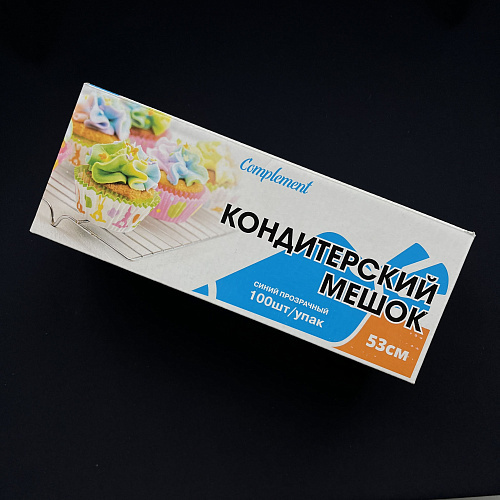 Complement
КОНДИТЕРСКИЙ
МЕШОК
СИНИЙ ПРОЗРАЧНЫЙ
100шт/упак
53см